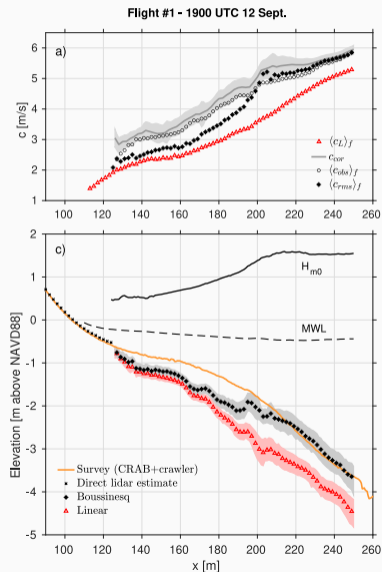 Flight #1 - 1900 UTC 12 Sept.
a)
c [m/s]
6
5
4
3
2
1
⟨c_L⟩_f
c_cor
⟨c_obs⟩_f
⟨c_rms⟩_f
100 120 140 160 180 200 220 240 260
c)
Elevation [m above NAVD88]
2
1
0
-1
-2
-3
-4
-5
H_m0
MWL
Survey (CRAB+crawler)
Direct lidar estimate
Boussinesq
Linear
100 120 140 160 180 200 220 240 260
x [m]